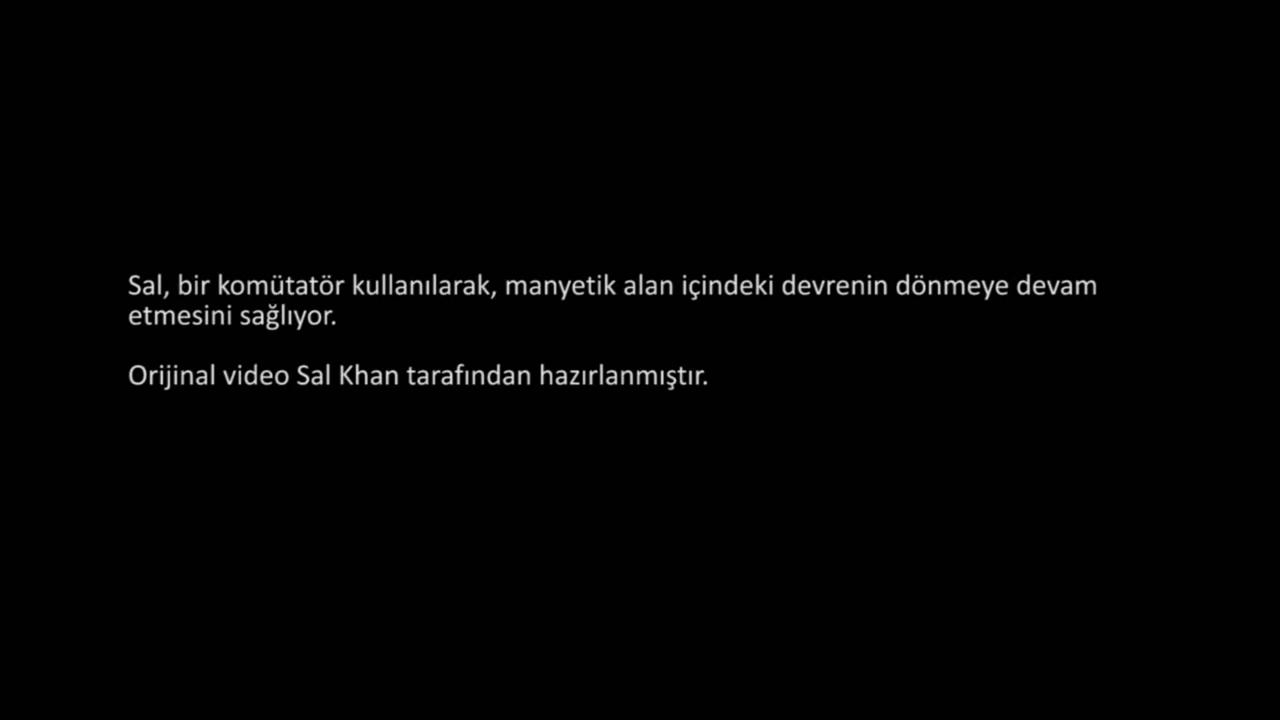 Sal, bir komütatör kullanılarak, manyetik alan içindeki devrenin dönmeye devam
etmesini sağlıyor.
Orijinal video Sal Khan tarafından hazırlanmıştır.